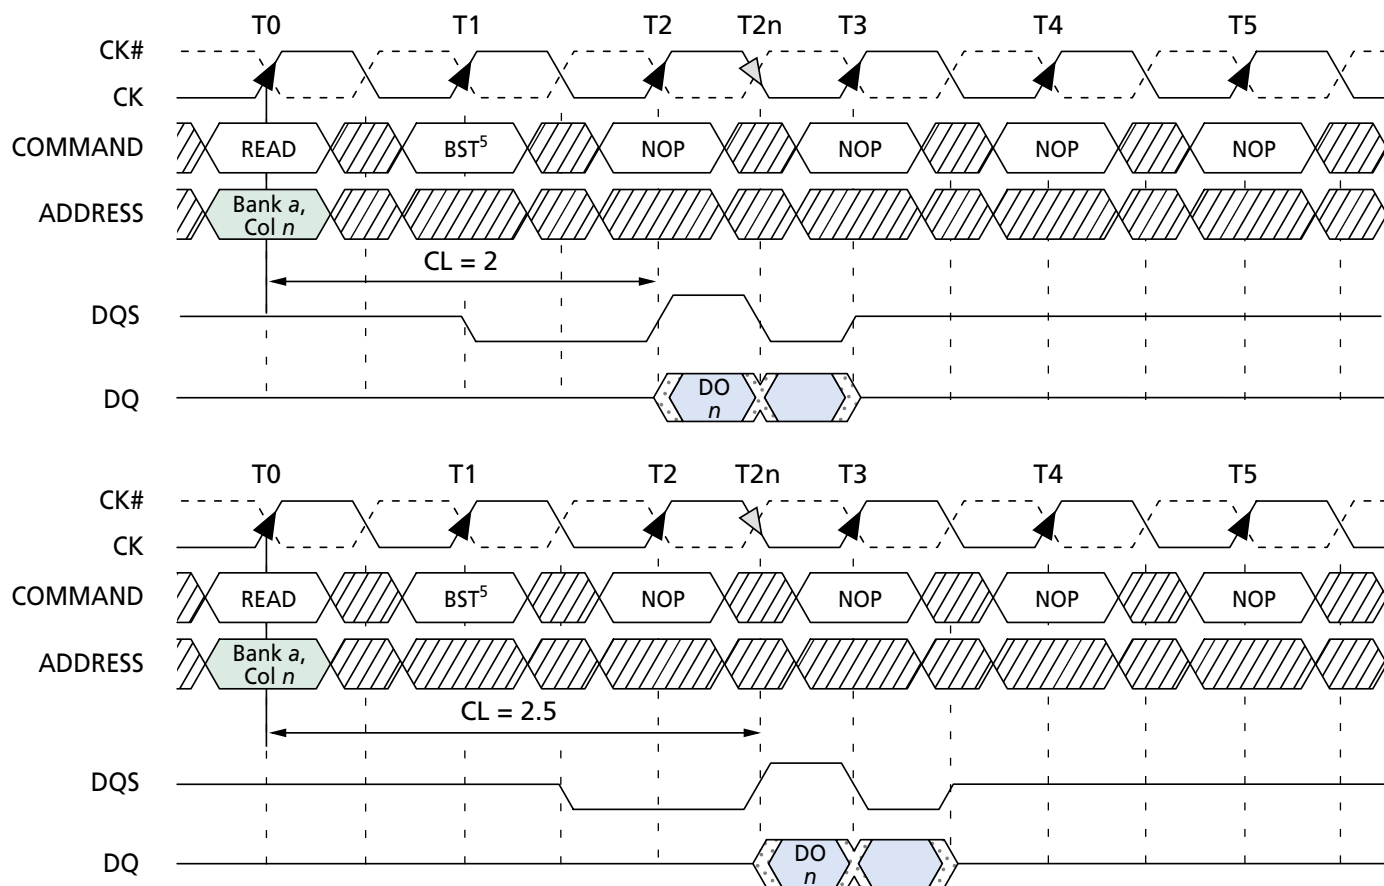 T0 T1 T2 T2n T3 T4 T5
CK#
CK
COMMAND READ BST5 NOP NOP NOP NOP
ADDRESS Bank a,
Col n
CL = 2
DQS
DO
DQ n
T0 T1 T2 T2n T3 T4 T5
CK#
CK
COMMAND READ BST5 NOP NOP NOP NOP
ADDRESS Bank a,
Col n
CL = 2.5
DQS
DO
DQ n